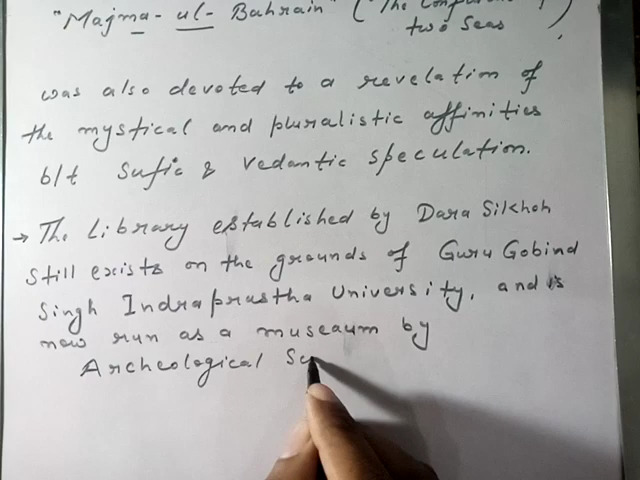 "Majma-ul-Bahrain" (The
two Seas)
was also devoted to a revelation of
the mystical and pluralistic affinities
b/t Sufic & Vedantic speculation.
→ The Library established by Dara Sikhoh
still exists on the grounds of Guru Gobind
Singh Indraprastha University, and is
now run as a museaum by
Archeological Su